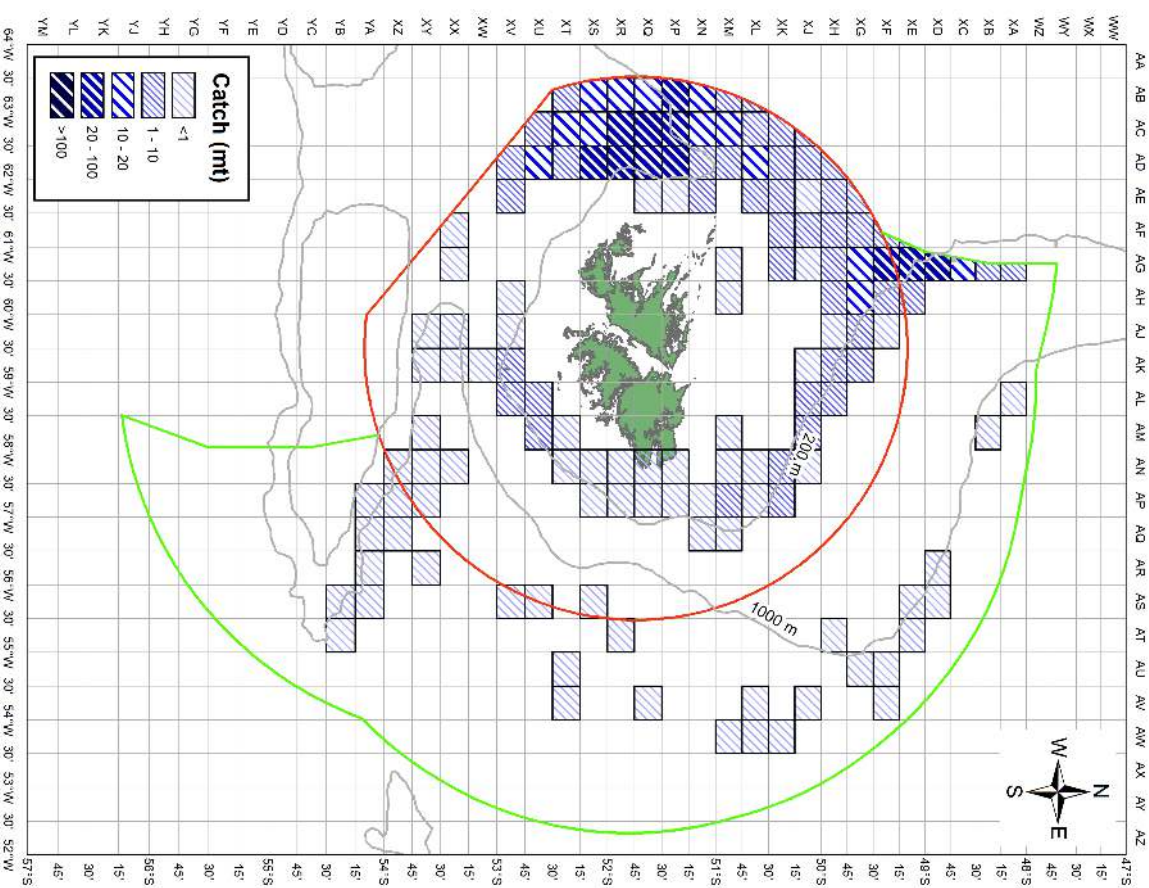 AA AB AC AD AE AF AG AH AJ AK AL AM AN AP AQ AR AS AT AU AV AW AX AY AZ
WW
WX
WY
WZ
XA
XB
XC
XD
XE
XF
XG
XH
XJ
XK
XL
XM
XN
XP
XQ
XR
XS
XT
XU
XV
XW
XX
XY
XZ
YA
YB
YC
YD
YE
YF
YG
YH
YJ
YK
YL
YM
47°S
15'
30'
45'
48°S
15'
30'
45'
49°S
15'
30'
45'
50°S
15'
30'
45'
51°S
15'
30'
45'
52°S
15'
30'
45'
53°S
15'
30'
45'
54°S
15'
30'
45'
55°S
15'
30'
45'
56°S
15'
30'
45'
57°S
N
W E
S
200 m
1000 m
Catch (mt)
<1
1 - 10
10 - 20
20 - 100
>100
64°W 30' 63°W 30' 62°W 30' 61°W 30' 60°W 30' 59°W 30' 58°W 30' 57°W 30' 56°W 30' 55°W 30' 54°W 30' 53°W 30' 52°W